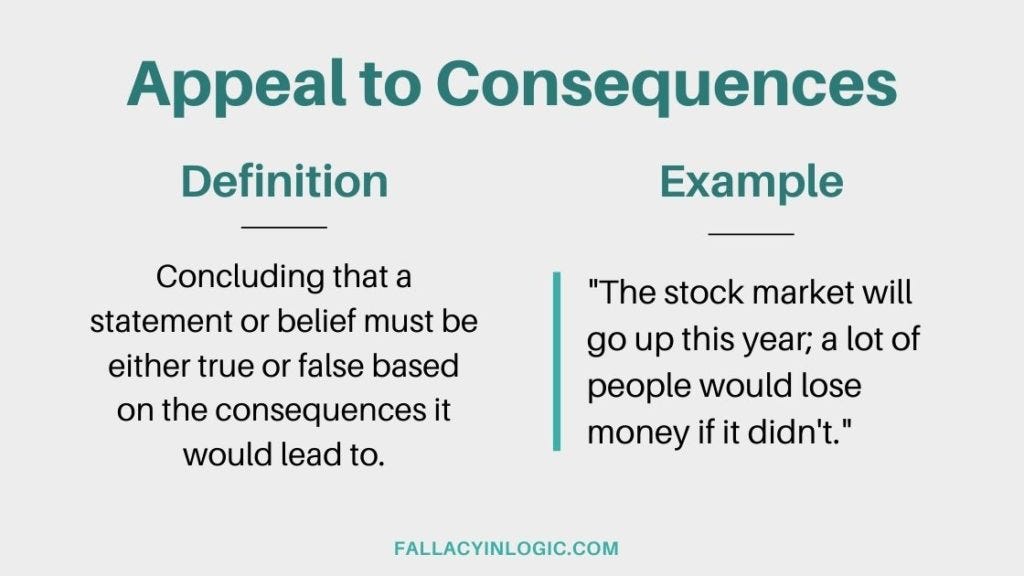 Appeal to Consequences
Definition
Concluding that a
statement or belief must be
either true or false based
on the consequences it
would lead to.
Example
"The stock market will
go up this year; a lot of
people would lose
money if it didn't."
FALLACYINLOGIC.COM